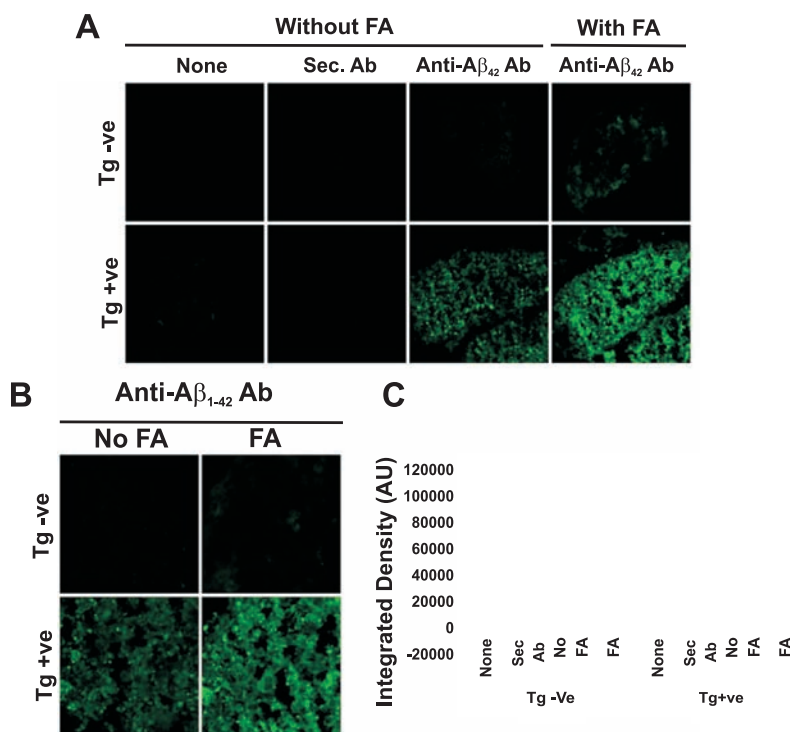 A
Without FA
With FA
None
Sec. Ab
Anti-Aβ42 Ab
Anti-Aβ42 Ab
Tg -ve
Tg +ve
B
Anti-Aβ1-42 Ab
No FA
FA
Tg -ve
Tg +ve
C
Integrated Density (AU)
120000
100000
80000
60000
40000
20000
0
-20000
None
Sec
Ab
No
FA
FA
None
Sec
Ab
No
FA
FA
Tg -Ve
Tg+ve